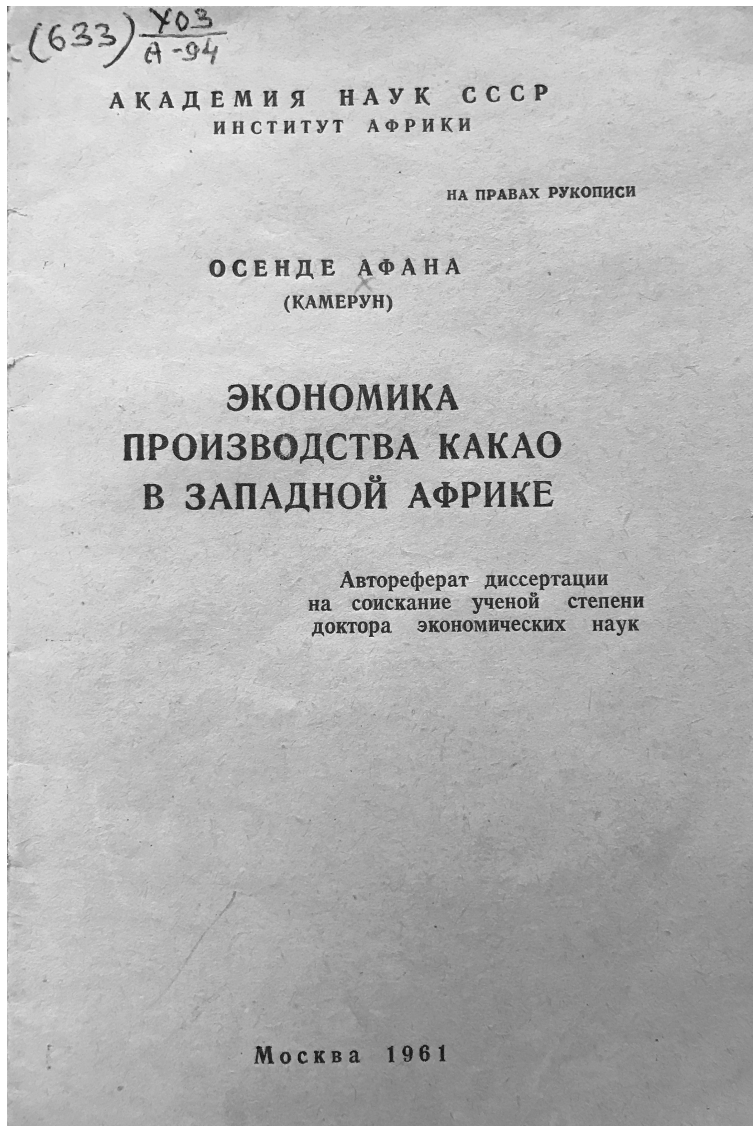 (633) У03
А-94
АКАДЕМИЯ НАУК СССР
ИНСТИТУТ АФРИКИ
НА ПРАВАХ РУКОПИСИ
ОСЕНДЕ АФАНА
(КАМЕРУН)
ЭКОНОМИКА
ПРОИЗВОДСТВА КАКАО
В ЗАПАДНОЙ АФРИКЕ
Автореферат диссертации
на соискание ученой степени
доктора экономических наук
Москва 1961